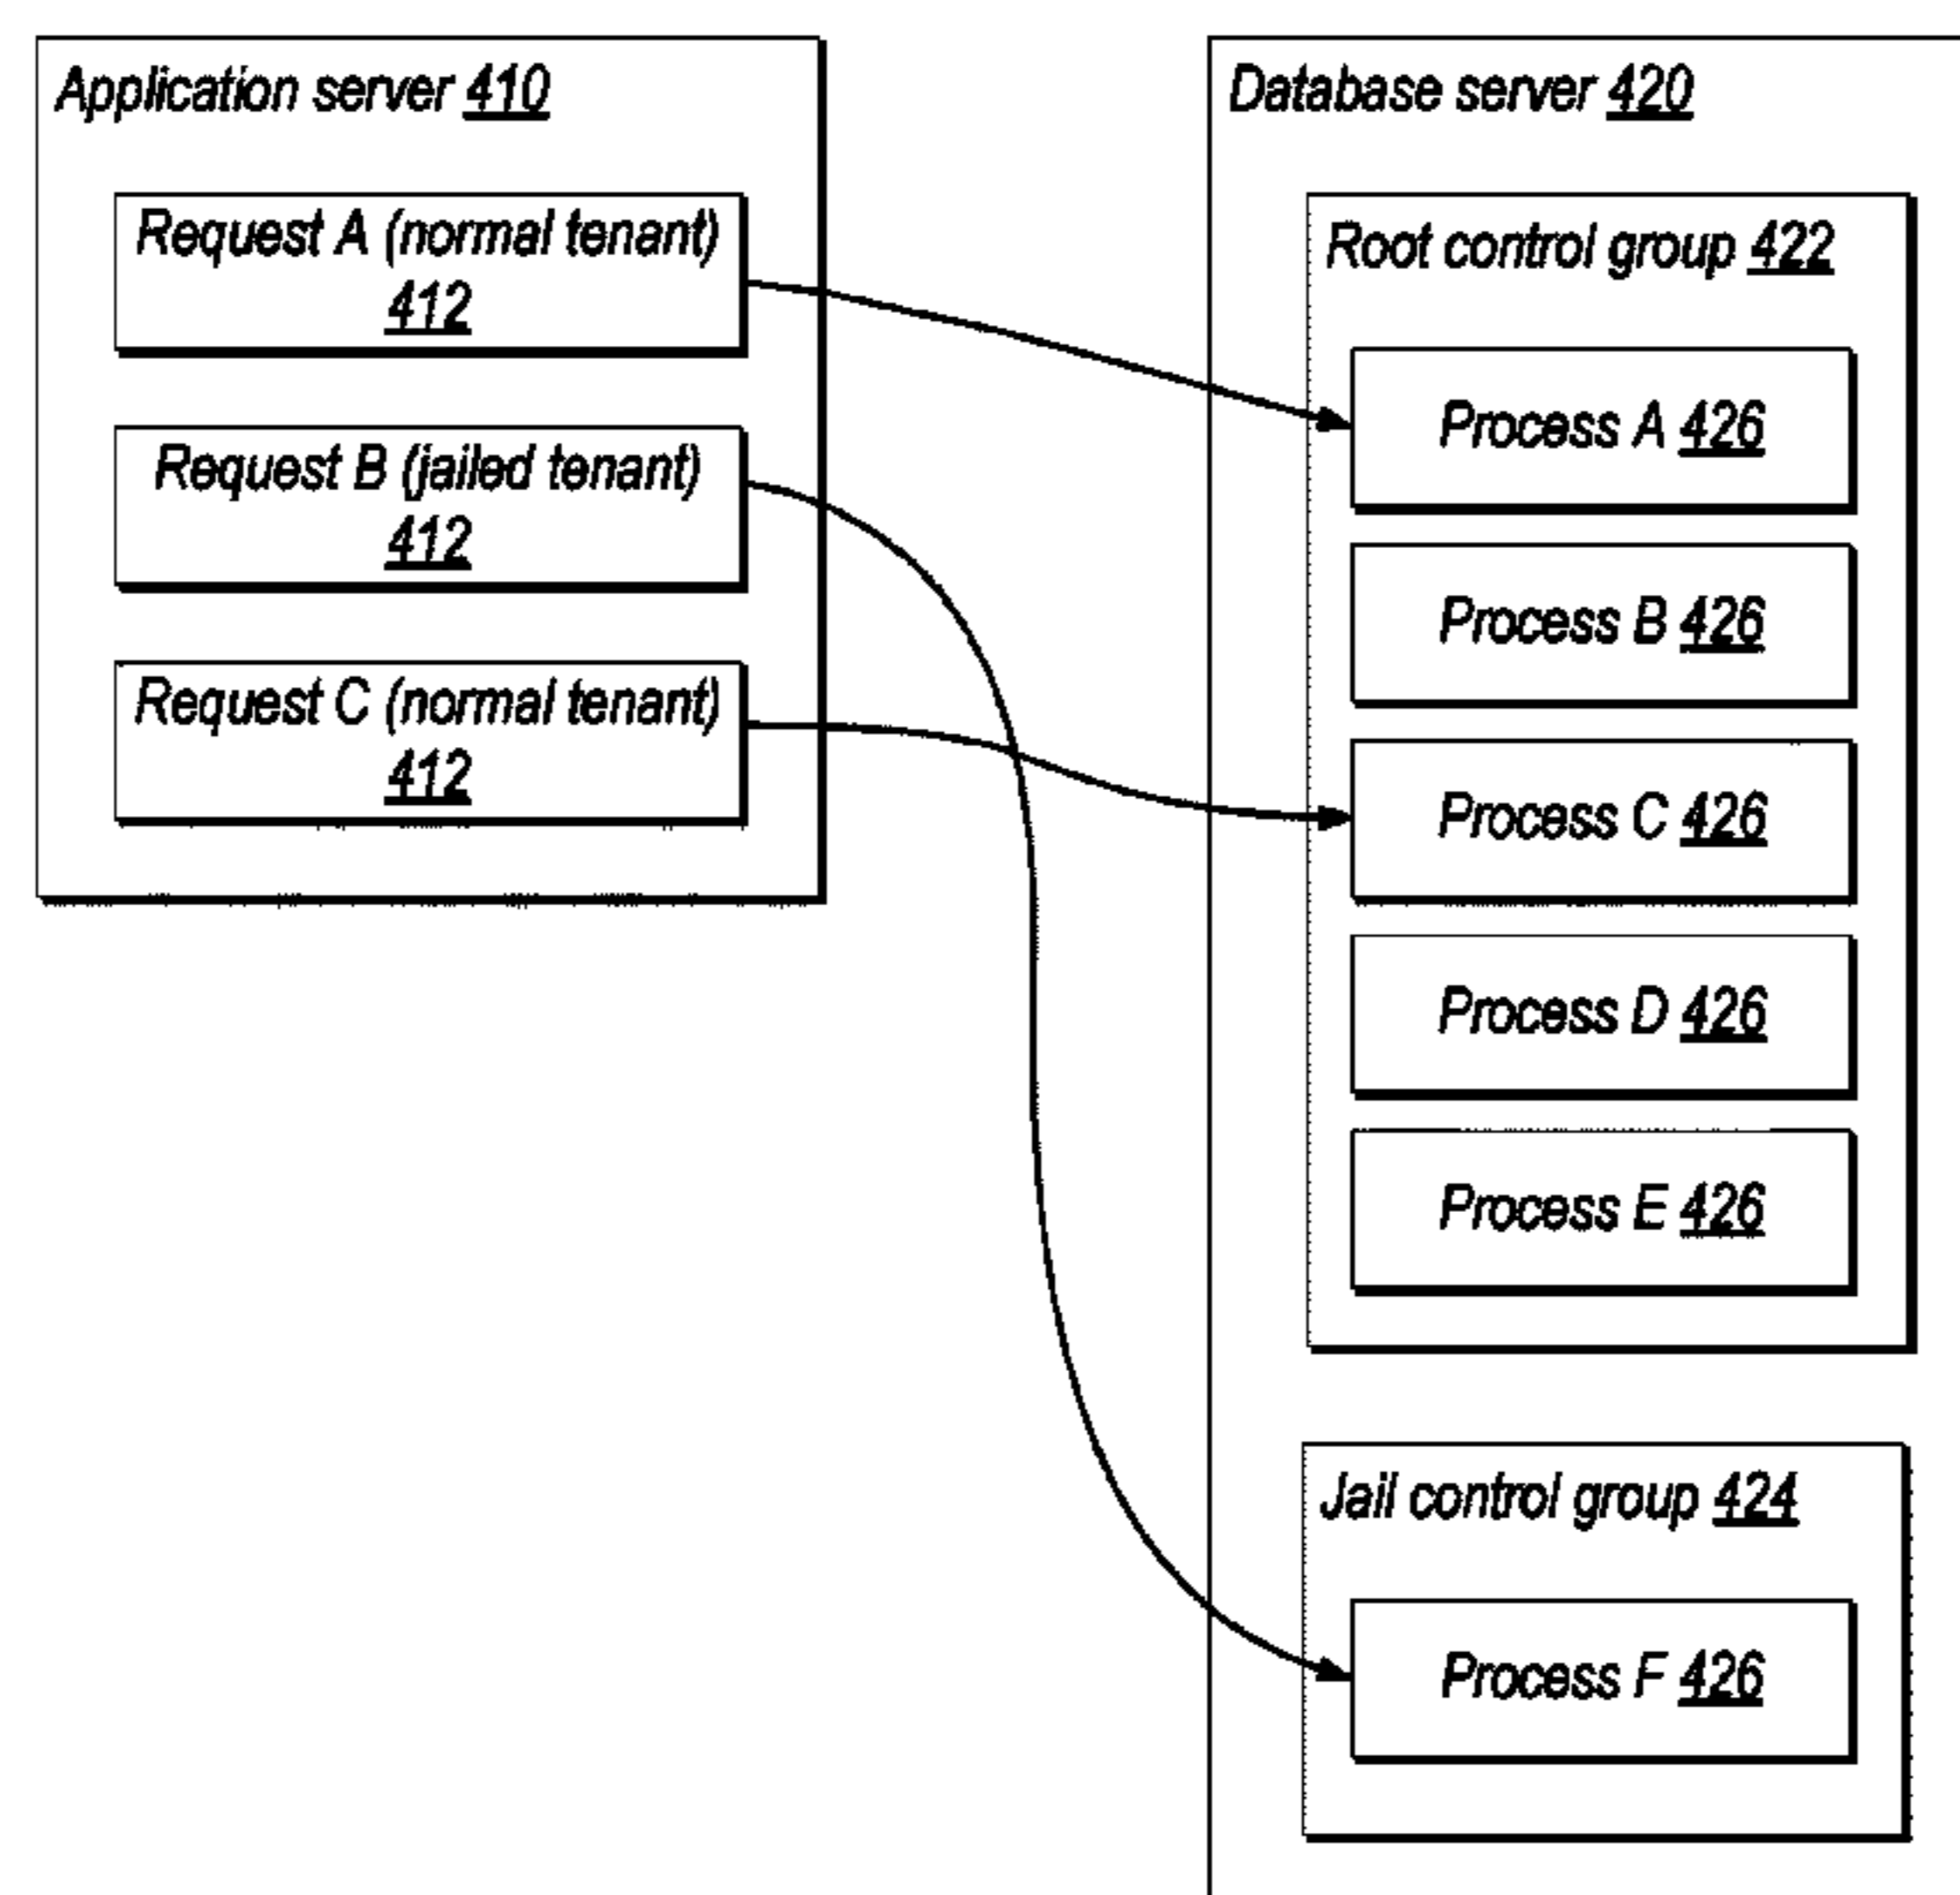 Application server 410
Request A (normal tenant)
412
Request B (jailed tenant)
412
Request C (normal tenant)
412
Database server 420
Root control group 422
Process A 426
Process B 426
Process C 426
Process D 426
Process E 426
Jail control group 424
Process F 426